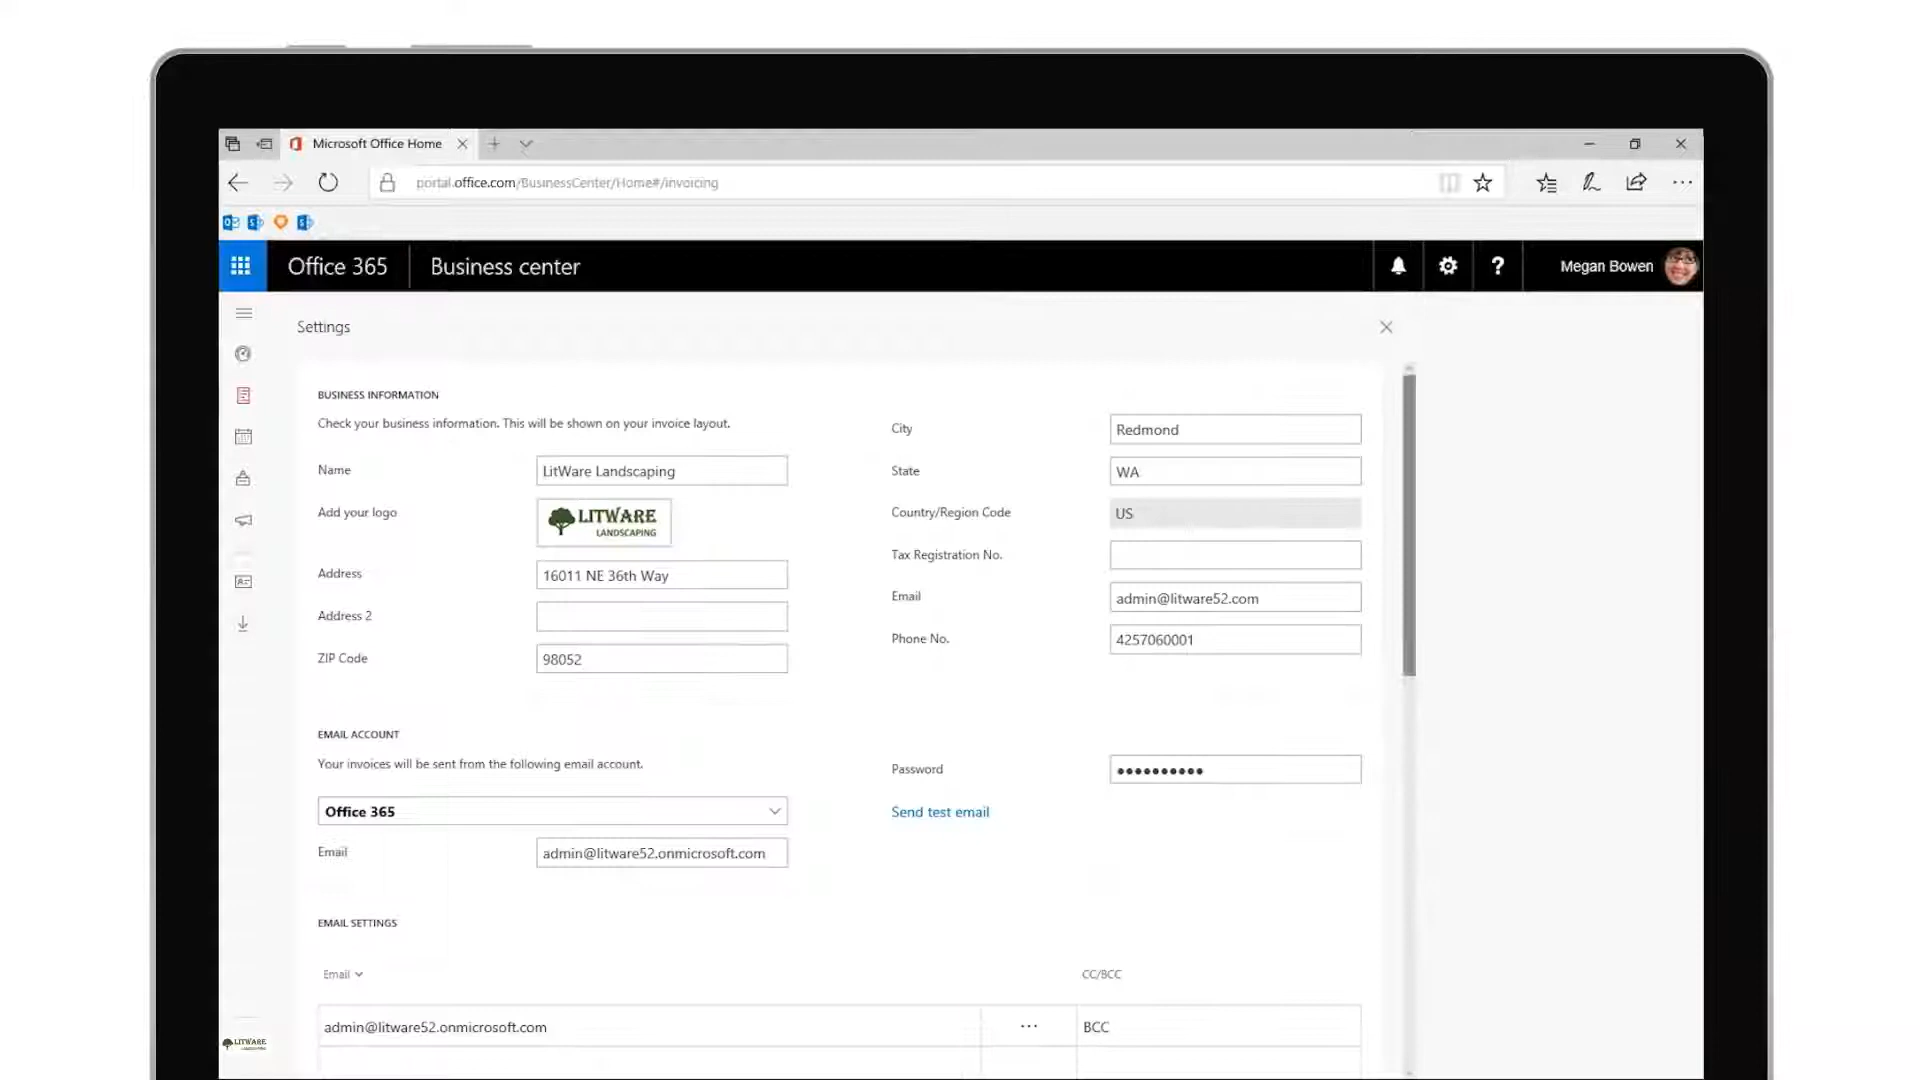 Microsoft Office Home
portal.office.com/BusinessCenter/Home#/invoicing
Office 365
Business center
Megan Bowen
Settings
BUSINESS INFORMATION
Check your business information. This will be shown on your invoice layout.
Name
LitWare Landscaping
Add your logo
LITWARE
LANDSCAPING
Address
16011 NE 36th Way
Address 2
ZIP Code
98052
City
Redmond
State
WA
Country/Region Code
US
Tax Registration No.
Email
admin@litware52.com
Phone No.
4257060001
EMAIL ACCOUNT
Your invoices will be sent from the following email account.
Office 365
Email
admin@litware52.onmicrosoft.com
Password
••••••••••
Send test email
EMAIL SETTINGS
Email
CC/BCC
admin@litware52.onmicrosoft.com
...
BCC
LITWARE